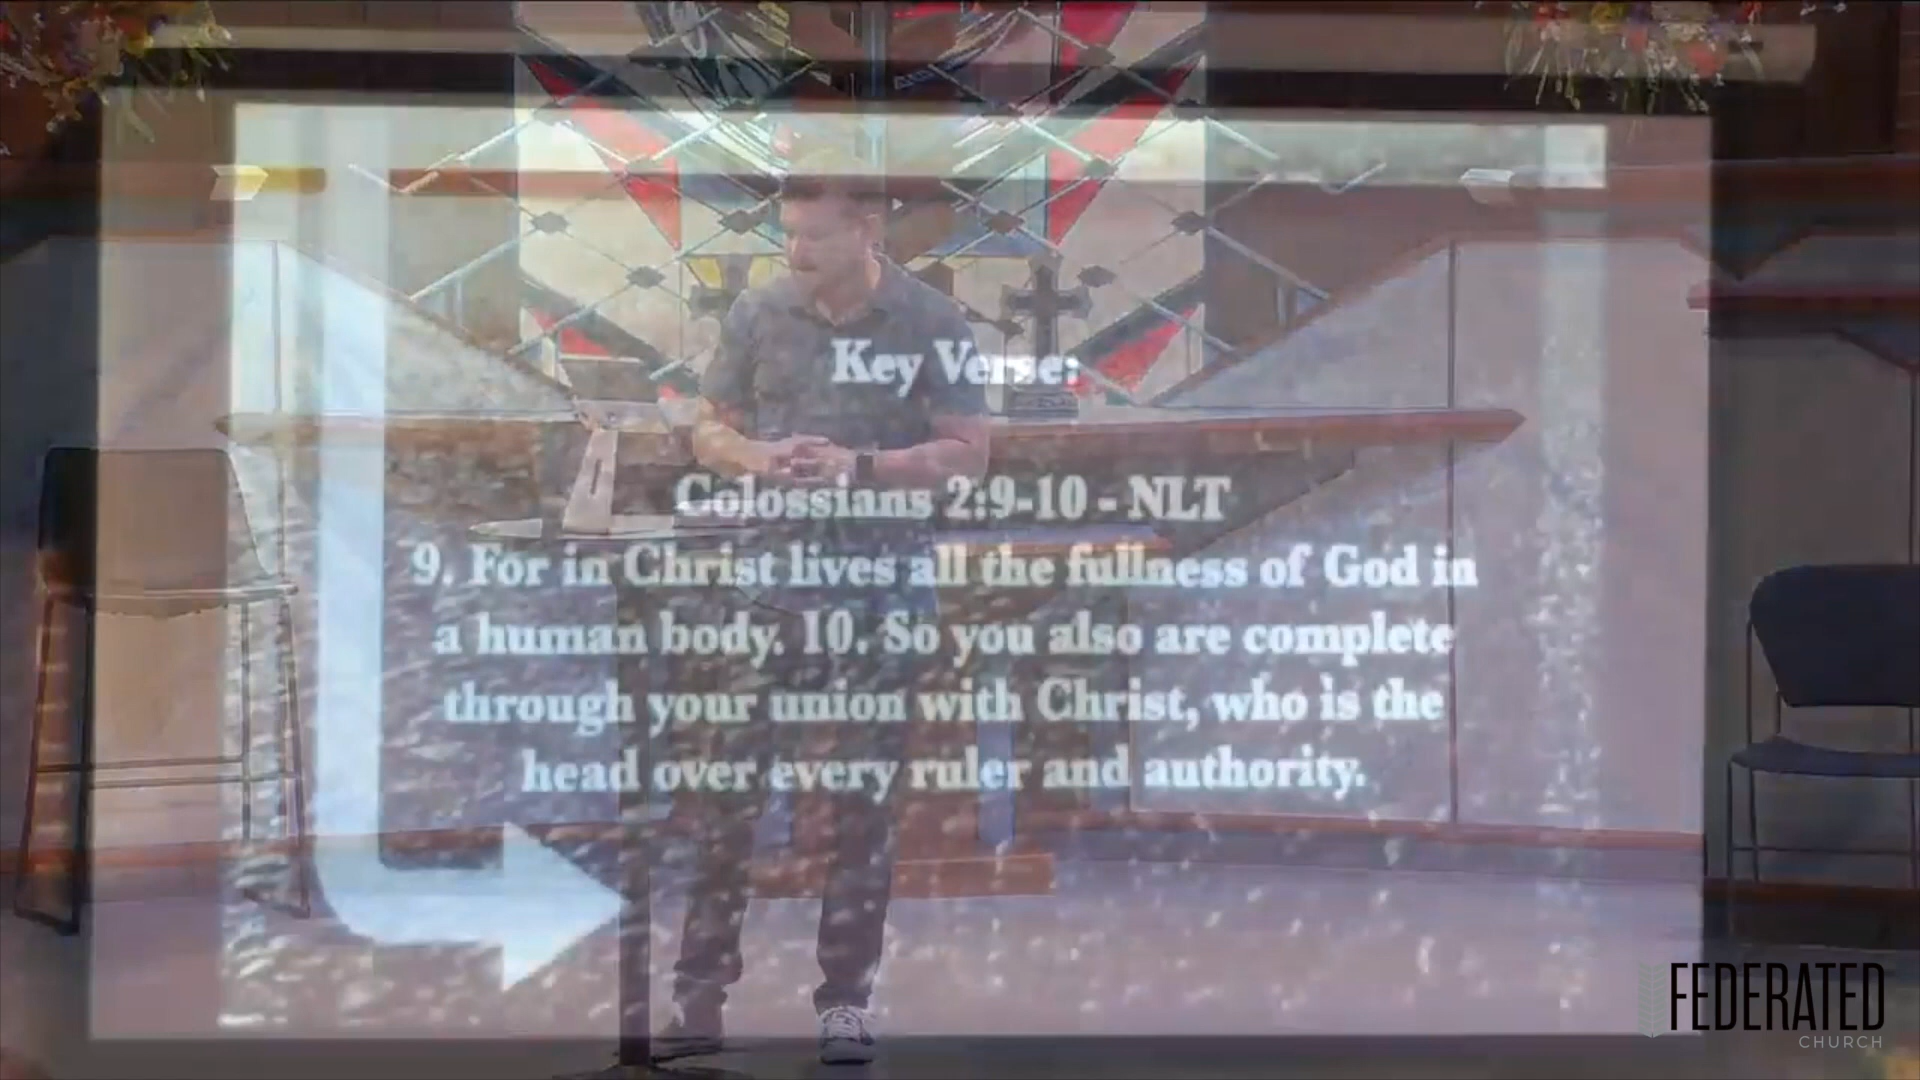 Key Verse:
Colossians 2:9-10 - NLT
9. For in Christ lives all the fullness of God in
a human body. 10. So you also are complete
through your union with Christ, who is the
head over every ruler and authority.
FEDERATED
CHURCH